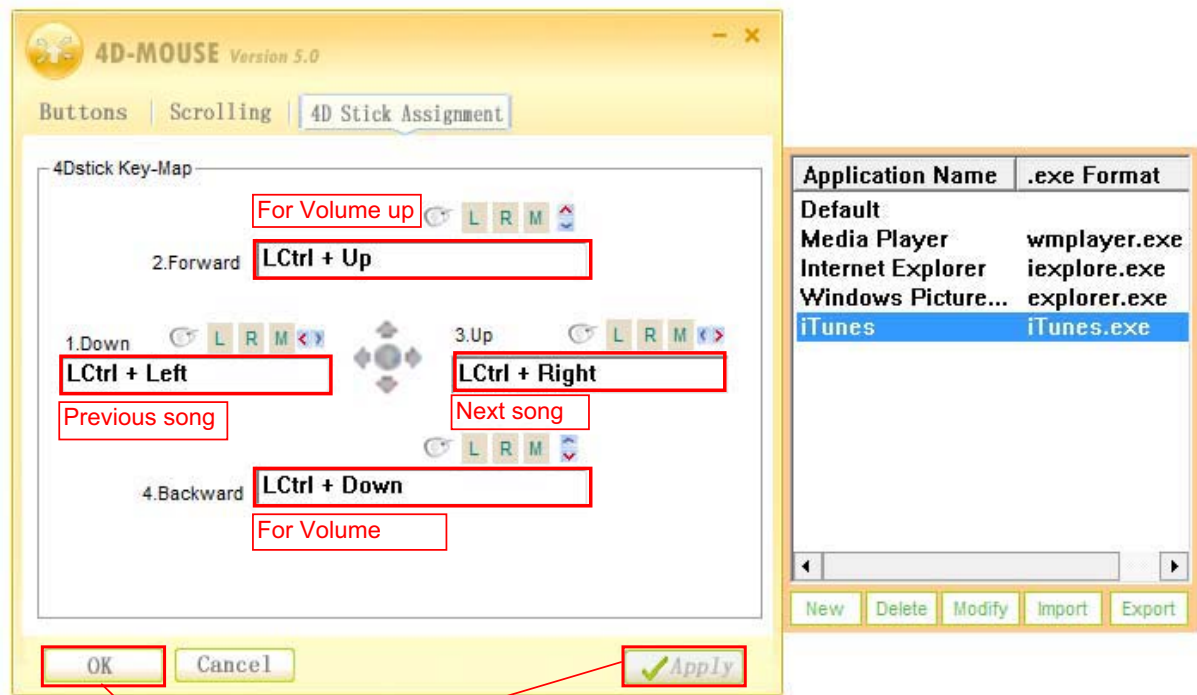 4D-MOUSE Version 5.0
Buttons | Scrolling | 4D Stick Assignment
4Dstick Key-Map
For Volume up L R M
2.Forward LCtrl + Up
1.Down L R M
LCtrl + Left
Previous song
3.Up L R M
LCtrl + Right
Next song
L R M
4.Backward LCtrl + Down
For Volume
OK Cancel Apply
Application Name .exe Format
Default
Media Player wmplayer.exe
Internet Explorer iexplore.exe
Windows Picture... explorer.exe
iTunes iTunes.exe
New Delete Modify Import Export